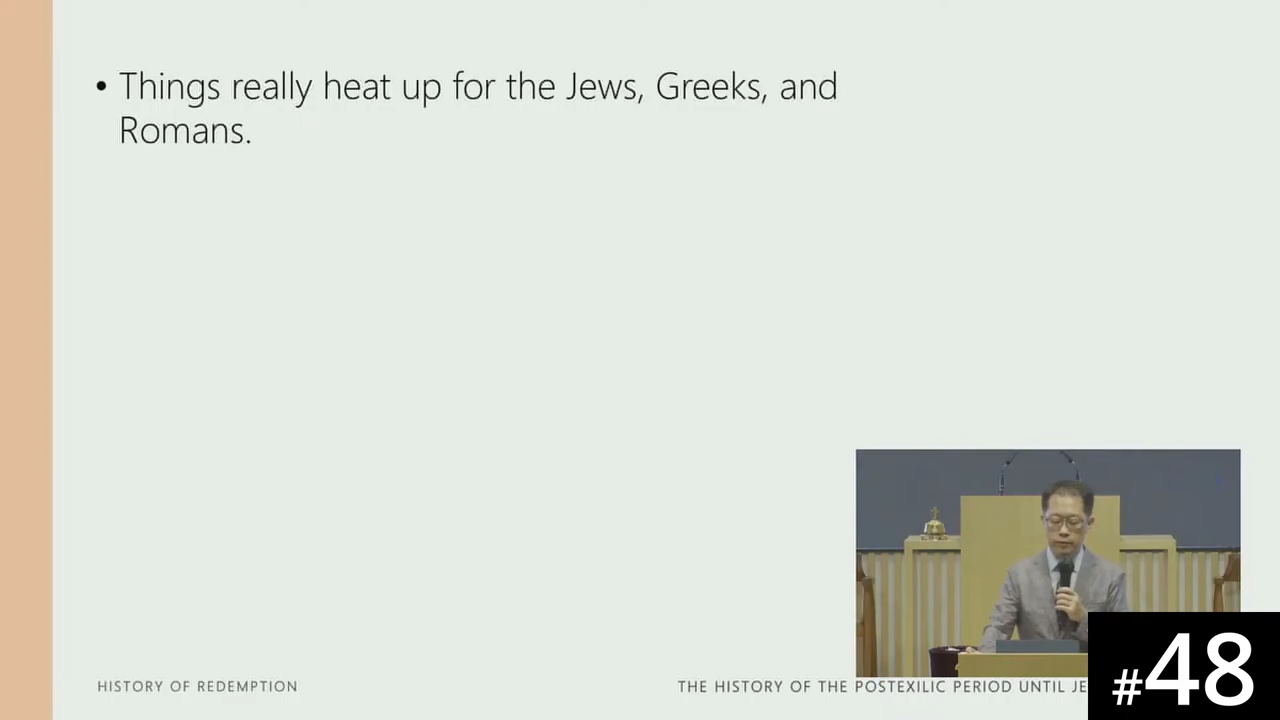 • Things really heat up for the Jews, Greeks, and
Romans.
HISTORY OF REDEMPTION
THE HISTORY OF THE POSTEXILIC PERIOD UNTIL JE
#48